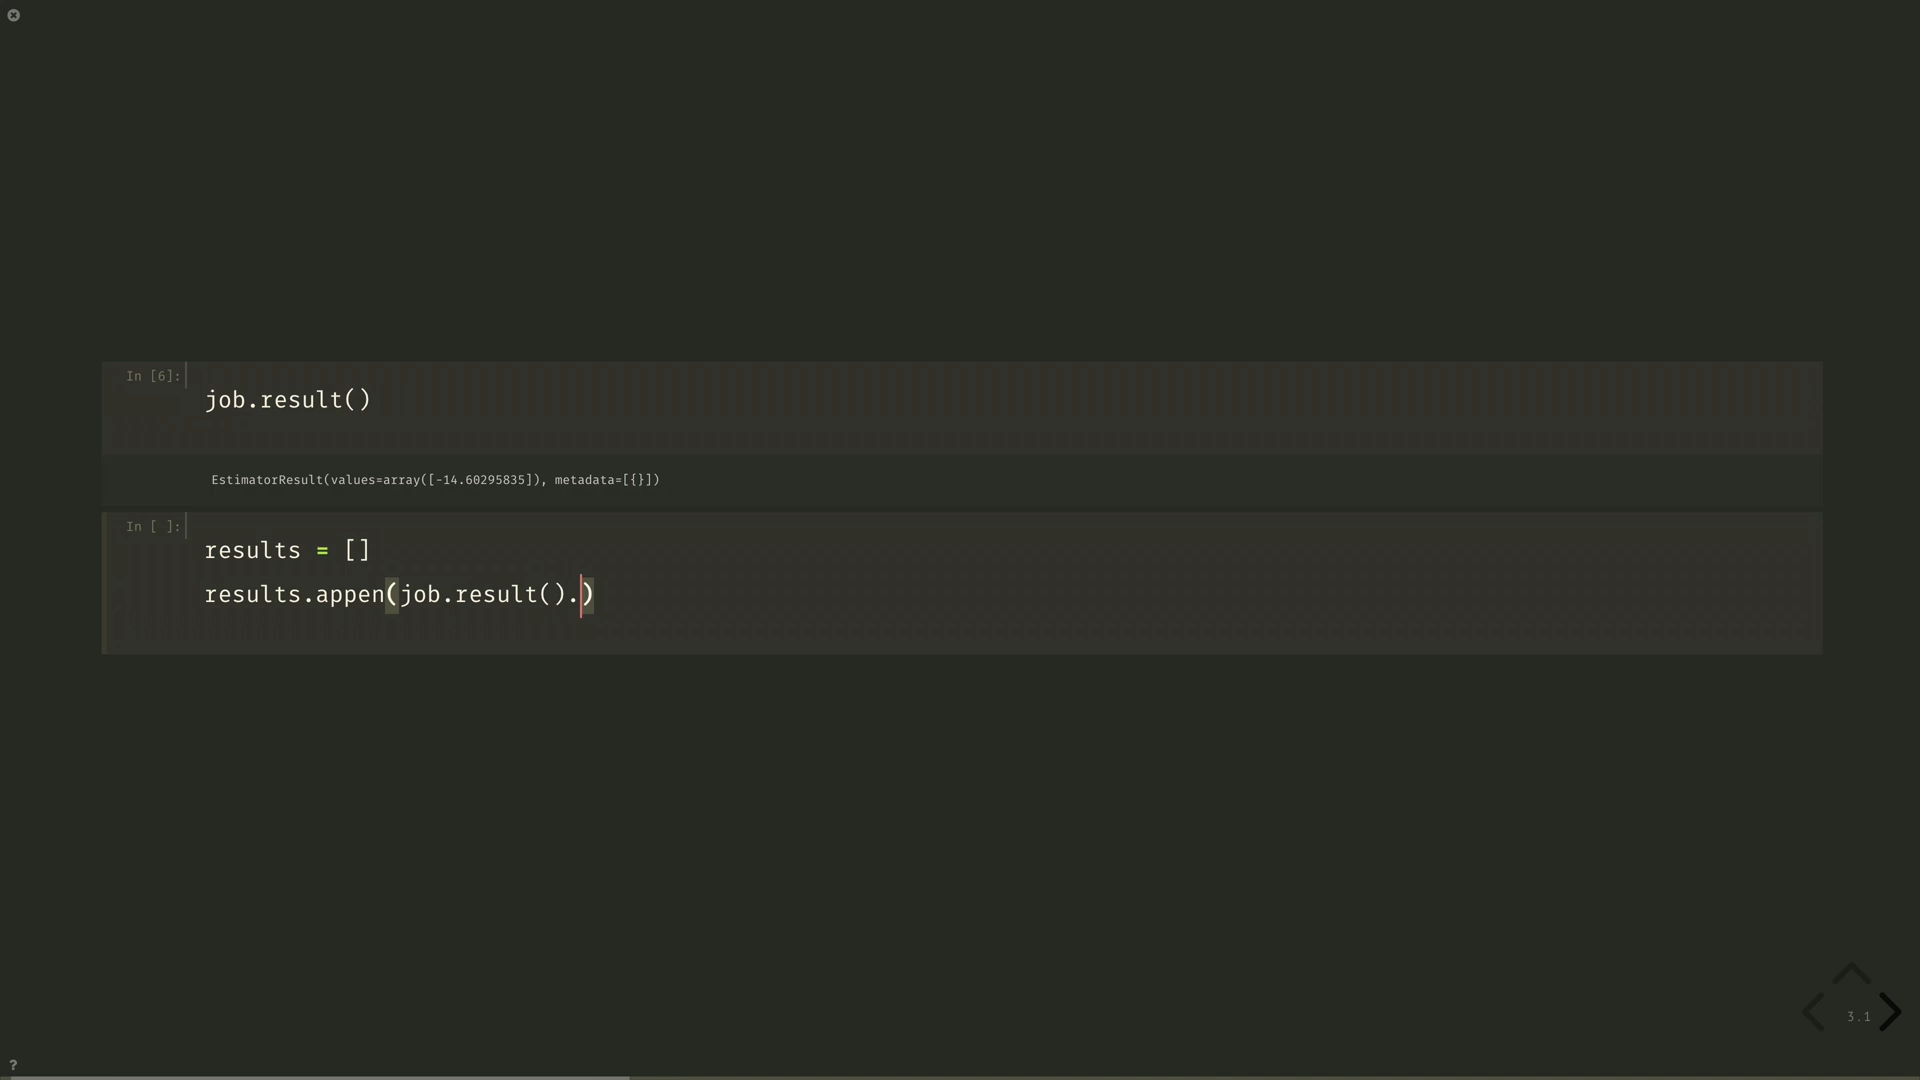 In [6]:
job.result()
EstimatorResult(values=array([-14.60295835]), metadata=[{}])
In [ ]:
results = []
results.appen(job.result().)
3.1
?